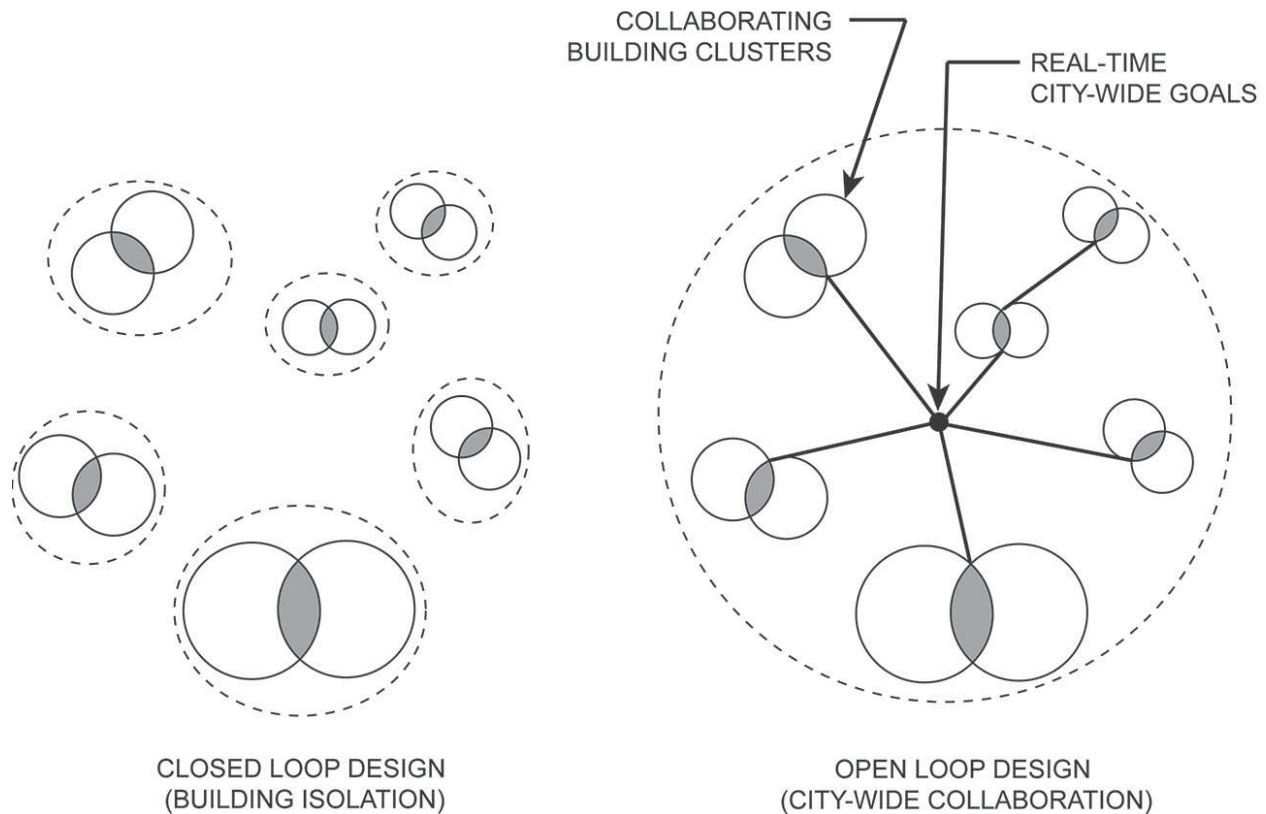 COLLABORATING
BUILDING CLUSTERS
REAL-TIME
CITY-WIDE GOALS
CLOSED LOOP DESIGN
(BUILDING ISOLATION)
OPEN LOOP DESIGN
(CITY-WIDE COLLABORATION)